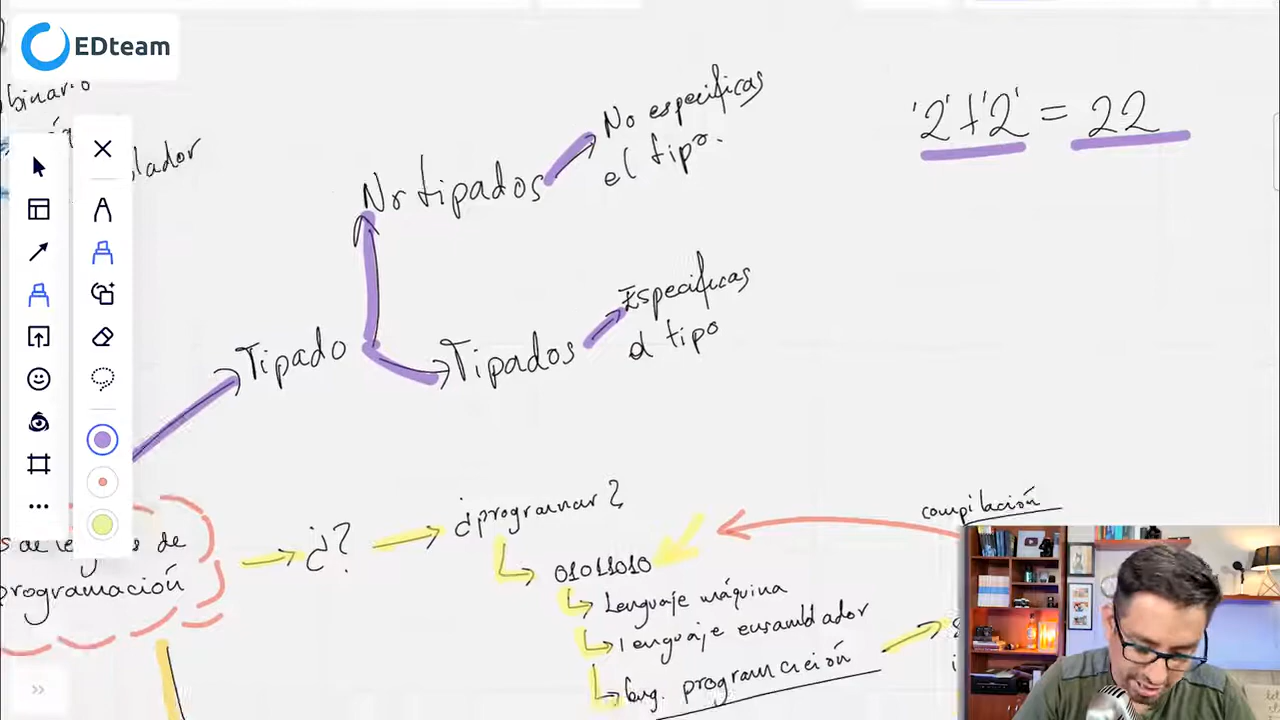 EDteam
binario
lador
No especificas
el tipo.
'2'+'2' = 22
No tipados
Especificas
el tipo
Tipado
Tipados
¿programar?
¿?
compilación
de
programación
01011010
Lenguaje máquina
lenguaje ensamblador
leng. programación